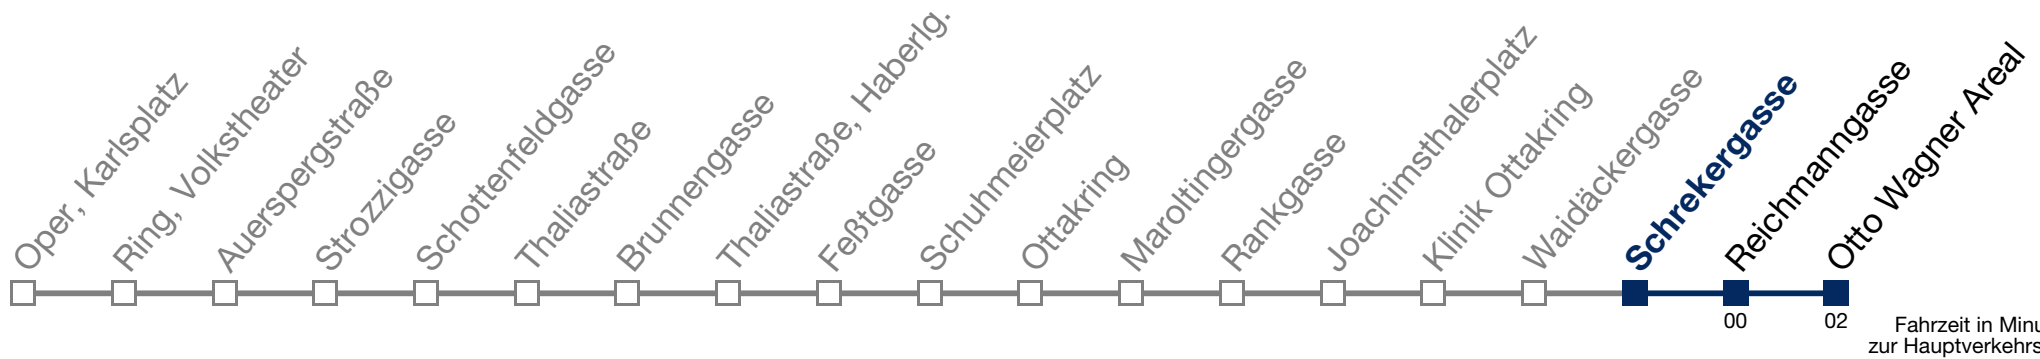 Oper, Karlsplatz
Ring, Volkstheater
Auerspergstraße
Strozzigasse
Schottenfeldgasse
Thaliastraße
Brunnengasse
Thaliastraße, Haberlg.
Feßtgasse
Schuhmeierplatz
Ottakring
Maroltingergasse
Rankgasse
Joachimsthalerplatz
Klinik Ottakring
Waidäckergasse
Schrekergasse
Reichmanngasse
Otto Wagner Areal
00
02
Fahrzeit in Minu
zur Hauptverkehrs